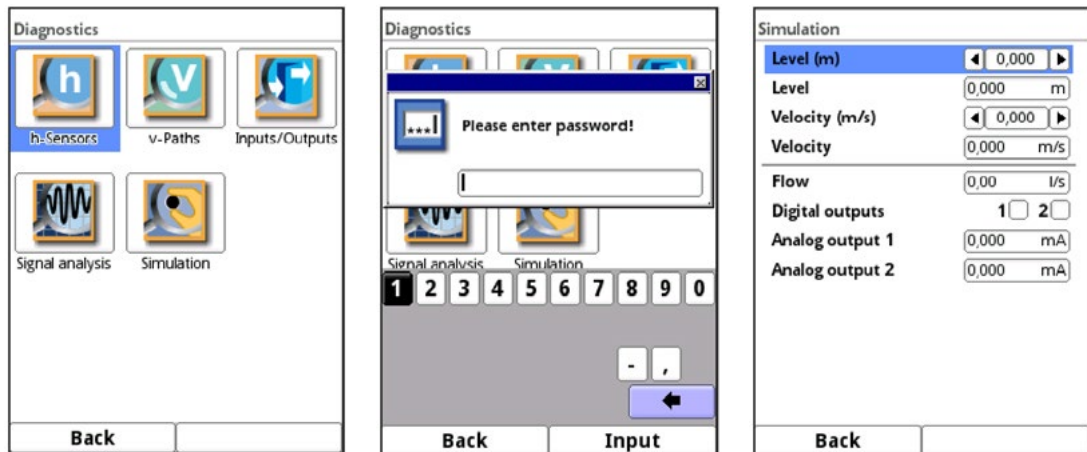 Diagnostics
h-Sensors v-Paths Inputs/Outputs
Signal analysis Simulation
Back
Diagnostics
Please enter password!
Signal analysis Simulation
1 2 3 4 5 6 7 8 9 0
- ,
Back Input
Simulation
Level (m) 0,000
Level 0,000 m
Velocity (m/s) 0,000
Velocity 0,000 m/s
Flow 0,00 l/s
Digital outputs 1 2
Analog output 1 0,000 mA
Analog output 2 0,000 mA
Back